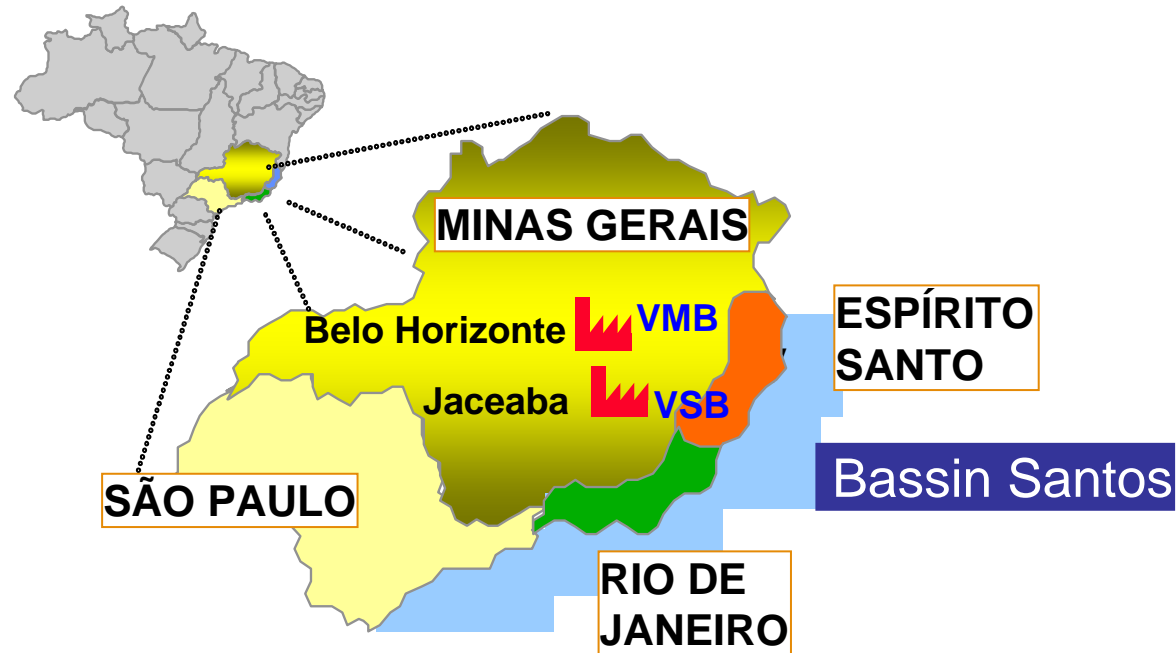 MINAS GERAIS
Belo Horizonte
VMB
ESPÍRITO
SANTO
Jaceaba
VSB
SÃO PAULO
Bassin Santos
RIO DE
JANEIRO